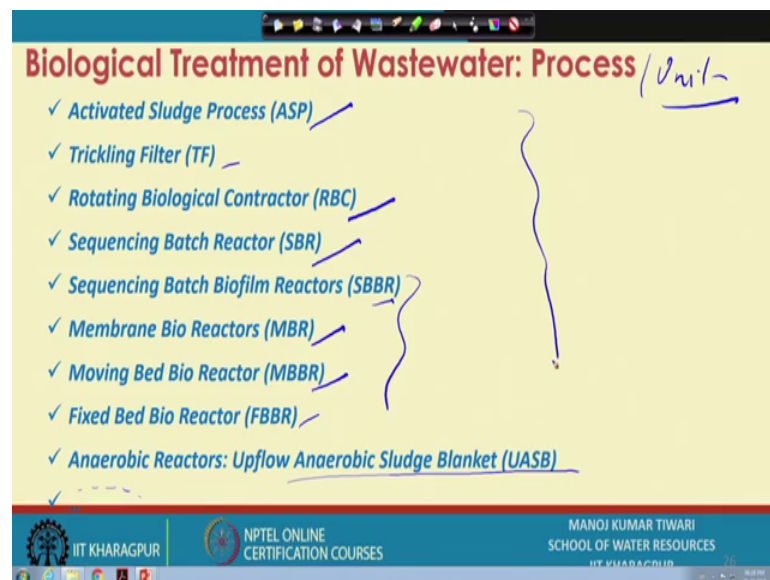 Biological Treatment of Wastewater: Process / Unit
✓ Activated Sludge Process (ASP)
✓ Trickling Filter (TF)
✓ Rotating Biological Contractor (RBC)
✓ Sequencing Batch Reactor (SBR)
✓ Sequencing Batch Biofilm Reactors (SBBR)
✓ Membrane Bio Reactors (MBR)
✓ Moving Bed Bio Reactor (MBBR)
✓ Fixed Bed Bio Reactor (FBBR)
✓ Anaerobic Reactors: Upflow Anaerobic Sludge Blanket (UASB)
✓ ...
IIT KHARAGPUR
NPTEL ONLINE
CERTIFICATION COURSES
MANOJ KUMAR TIWARI
SCHOOL OF WATER RESOURCES
IIT KHARAGPUR
26